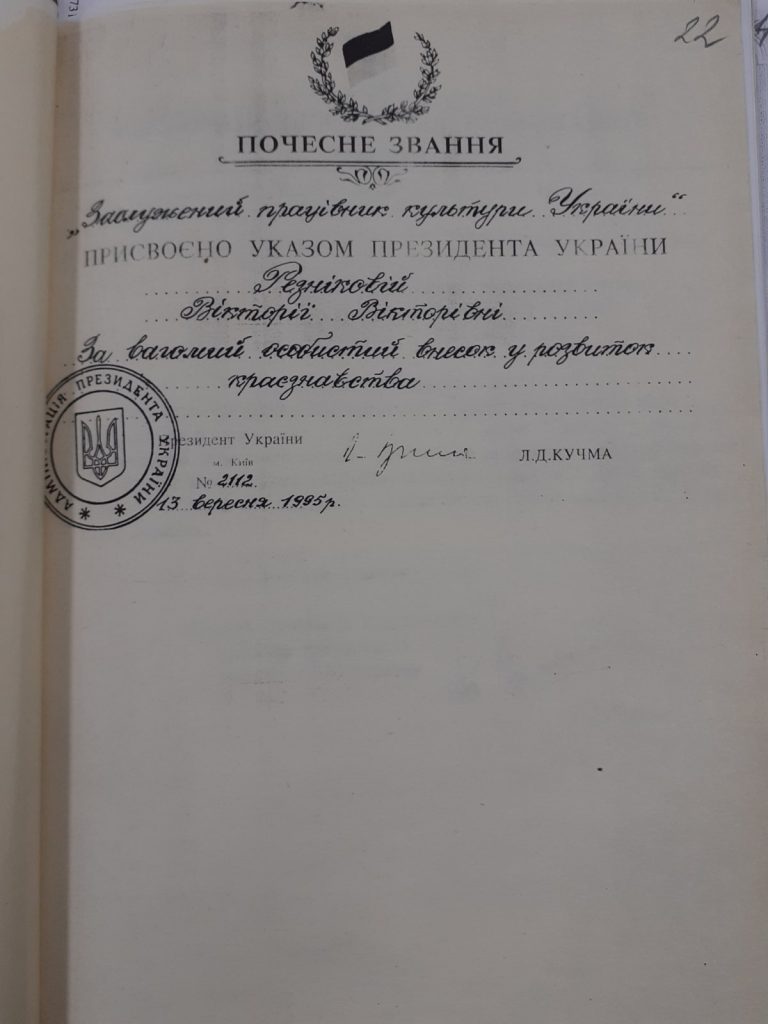 22
ПОЧЕСНЕ ЗВАННЯ
„Заслужений працівник культури України“
ПРИСВОЄНО УКАЗОМ ПРЕЗИДЕНТА УКРАЇНИ
Резніковій
Вікторії Вікторівні
За вагомий особистий внесок у розвиток
краєзнавства
АДМІНІСТРАЦІЯ ПРЕЗИДЕНТА УКРАЇНИ
Президент України
Л.Д.КУЧМА
м. Київ
№ 2112.
13 вересня 1995 р.